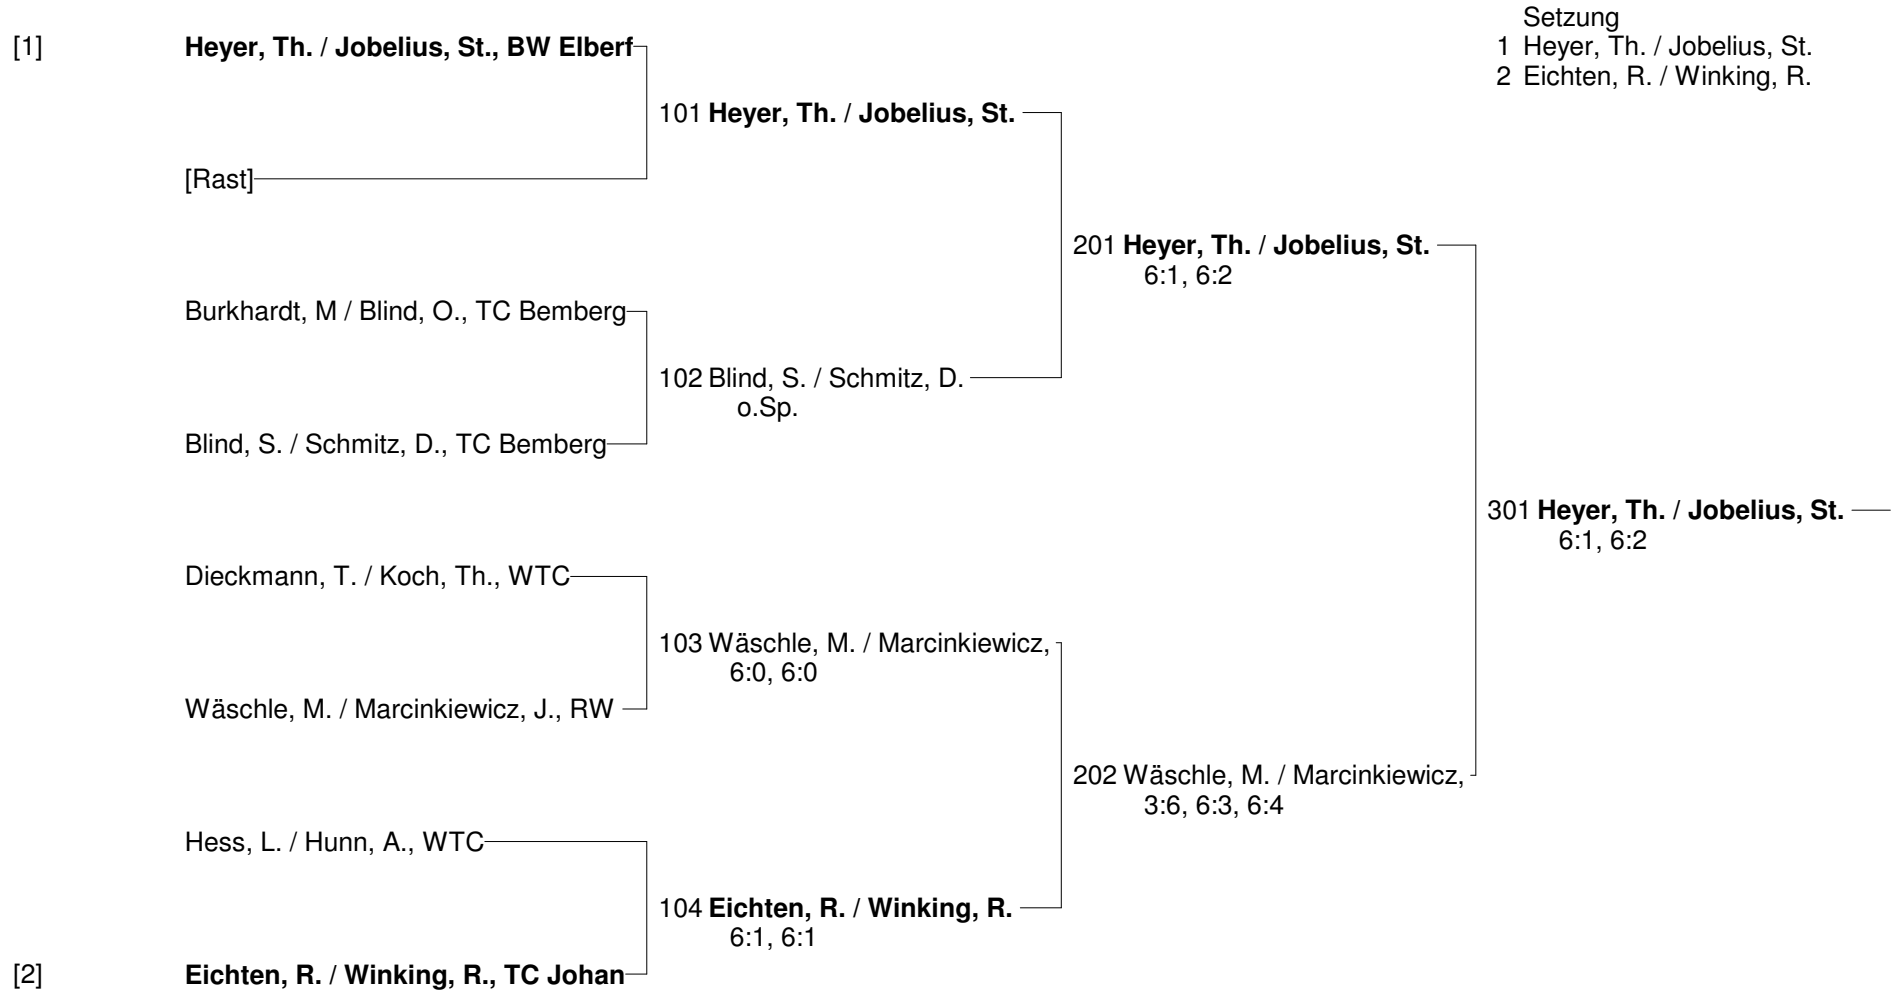 Setzung
1 Heyer, Th. / Jobelius, St.
2 Eichten, R. / Winking, R.
[1] Heyer, Th. / Jobelius, St., BW Elberf
101 Heyer, Th. / Jobelius, St.
[Rast]
201 Heyer, Th. / Jobelius, St.
6:1, 6:2
Burkhardt, M / Blind, O., TC Bemberg
102 Blind, S. / Schmitz, D.
o.Sp.
Blind, S. / Schmitz, D., TC Bemberg
301 Heyer, Th. / Jobelius, St.
6:1, 6:2
Dieckmann, T. / Koch, Th., WTC
103 Wäschle, M. / Marcinkiewicz,
6:0, 6:0
Wäschle, M. / Marcinkiewicz, J., RW
202 Wäschle, M. / Marcinkiewicz,
3:6, 6:3, 6:4
Hess, L. / Hunn, A., WTC
104 Eichten, R. / Winking, R.
6:1, 6:1
[2] Eichten, R. / Winking, R., TC Johan